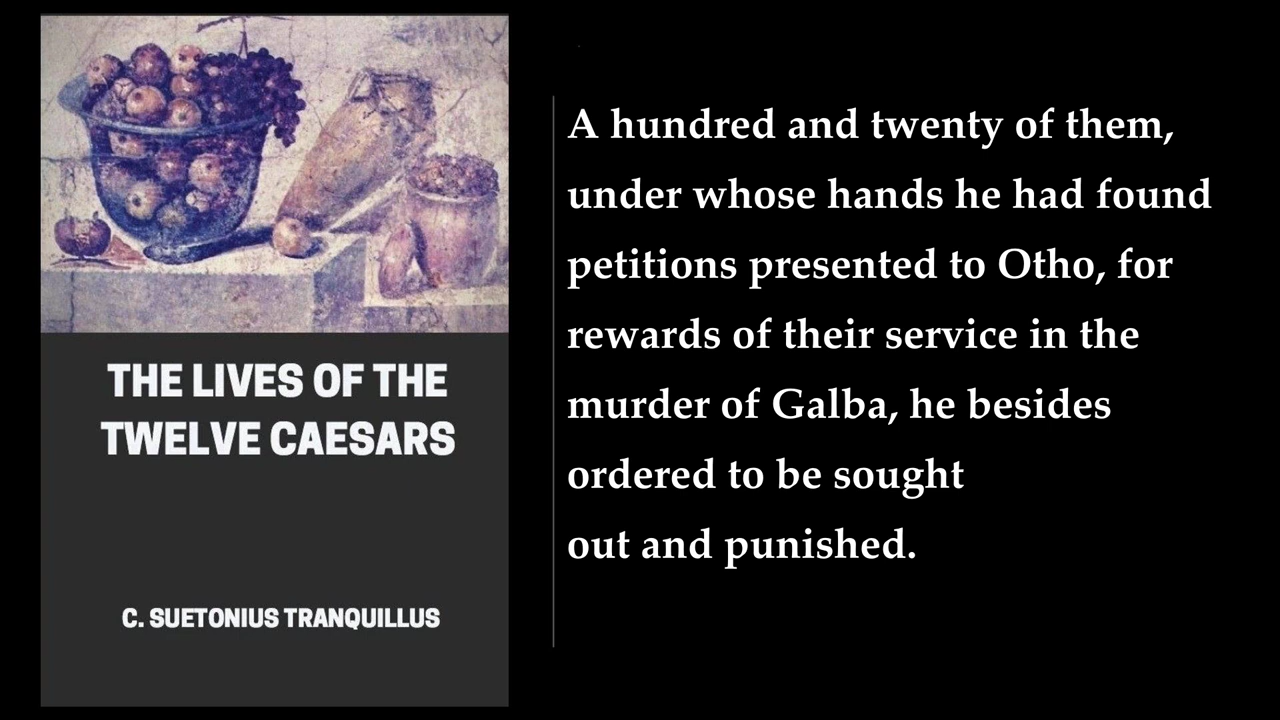 THE LIVES OF THE
TWELVE CAESARS
C. SUETONIUS TRANQUILLUS
A hundred and twenty of them,
under whose hands he had found
petitions presented to Otho, for
rewards of their service in the
murder of Galba, he besides
ordered to be sought
out and punished.